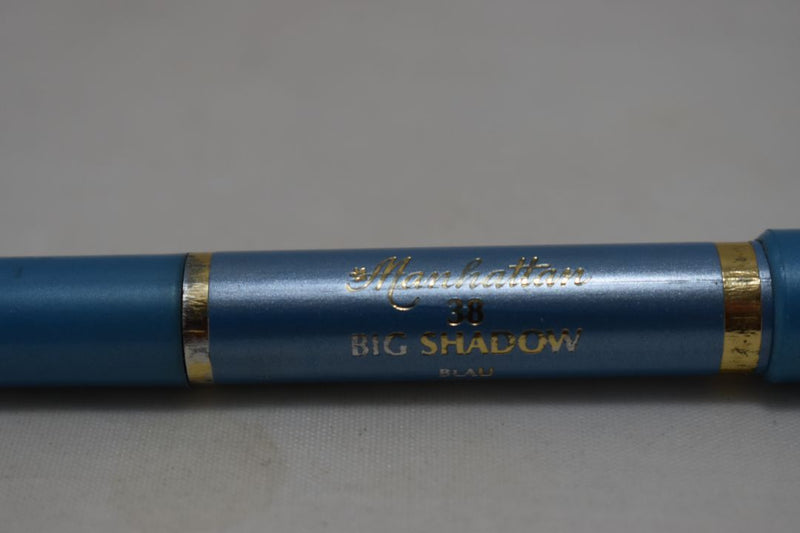 Manhattan
38
BIG SHADOW
BLAU